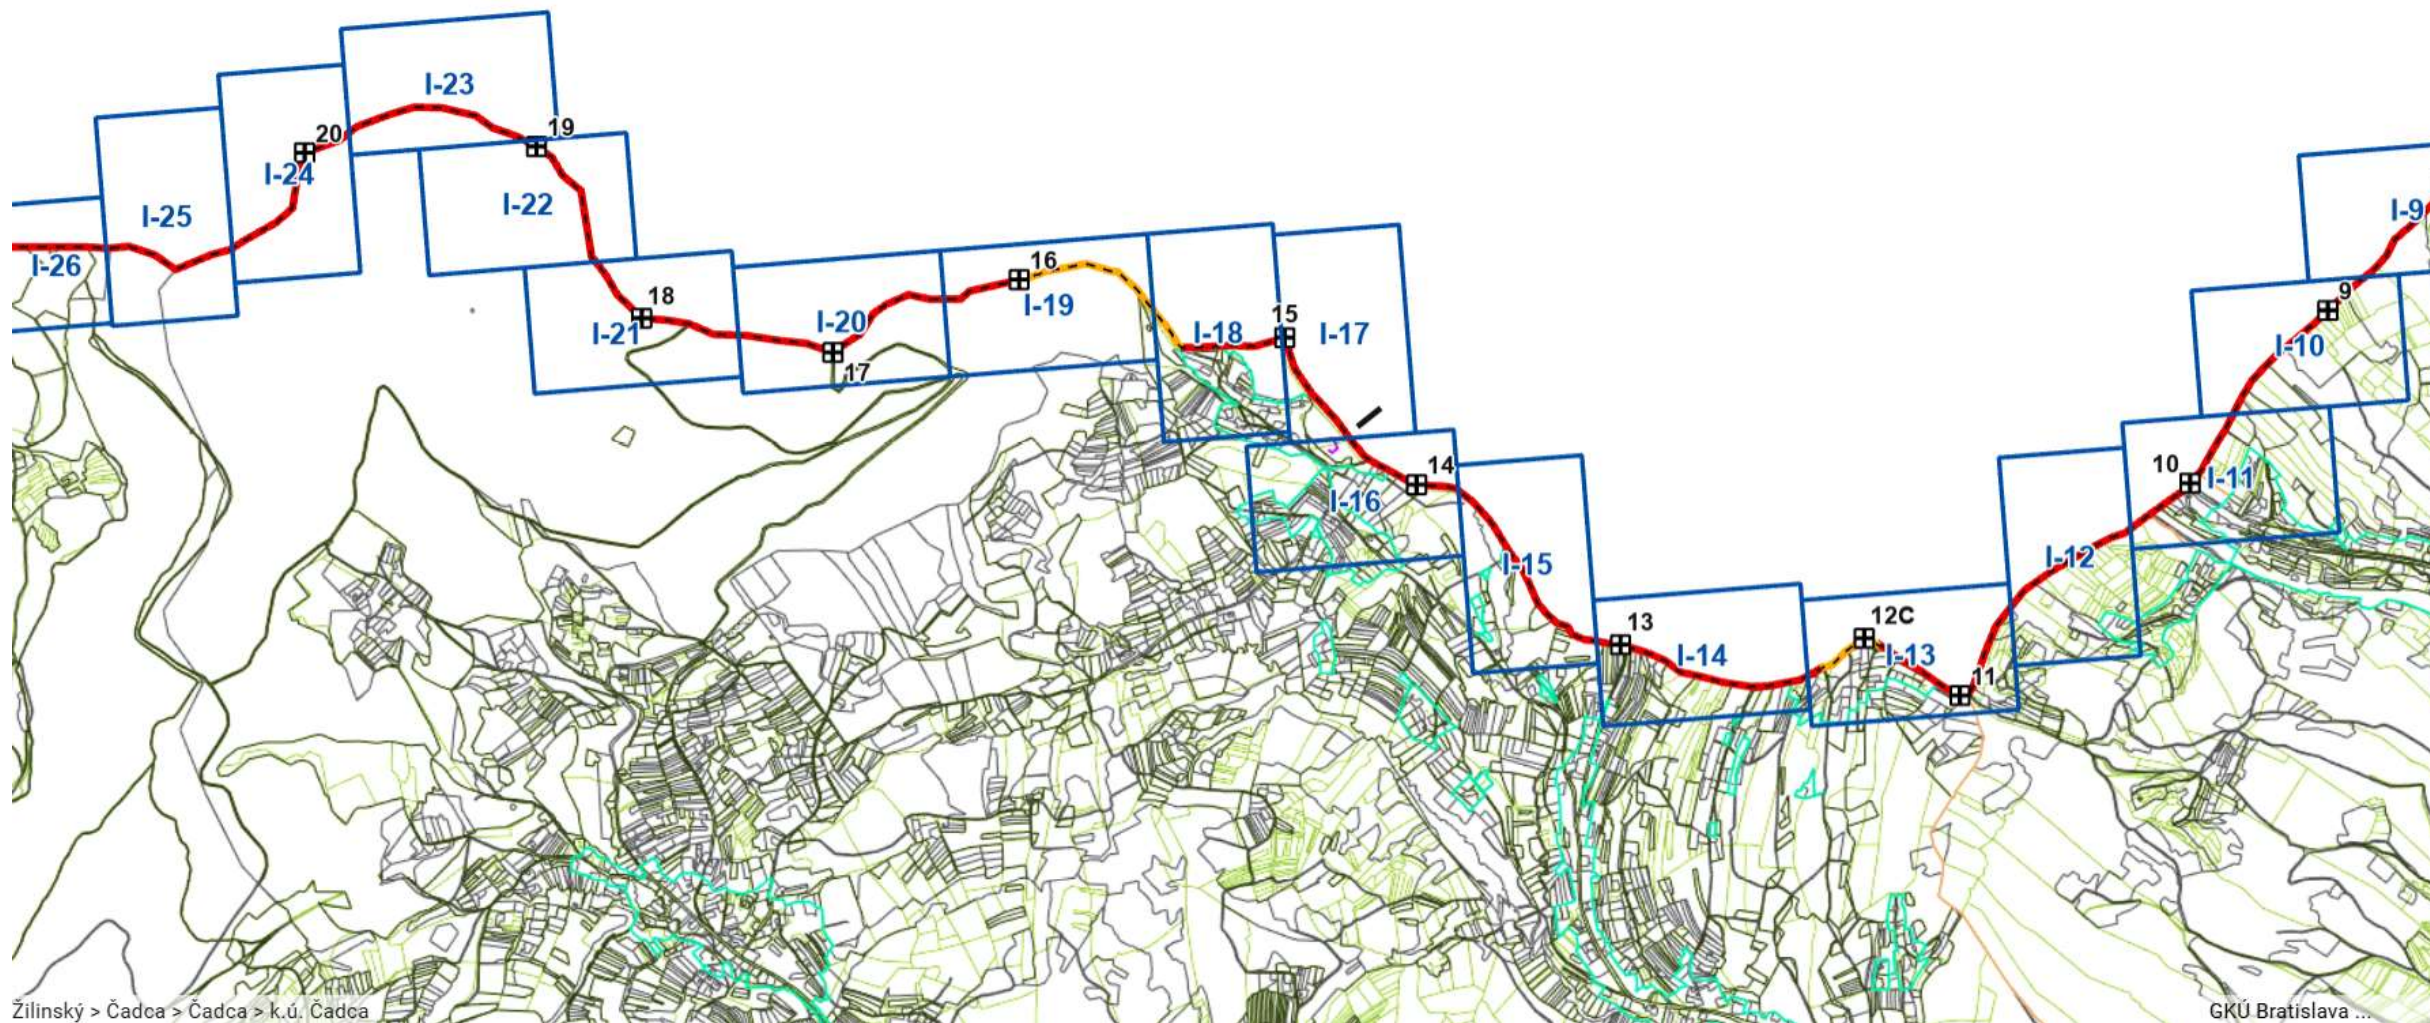 I-23
20
19
I-24
I-25
I-22
I-9
I-26
16
18
I-19
9
15
I-21
I-20
I-18
I-17
I-10
17
14
10
I-11
I-16
I-15
I-12
13
12C
I-14
I-13
11
Žilinský > Čadca > Čadca > k.ú. Čadca
GKÚ Bratislava ...